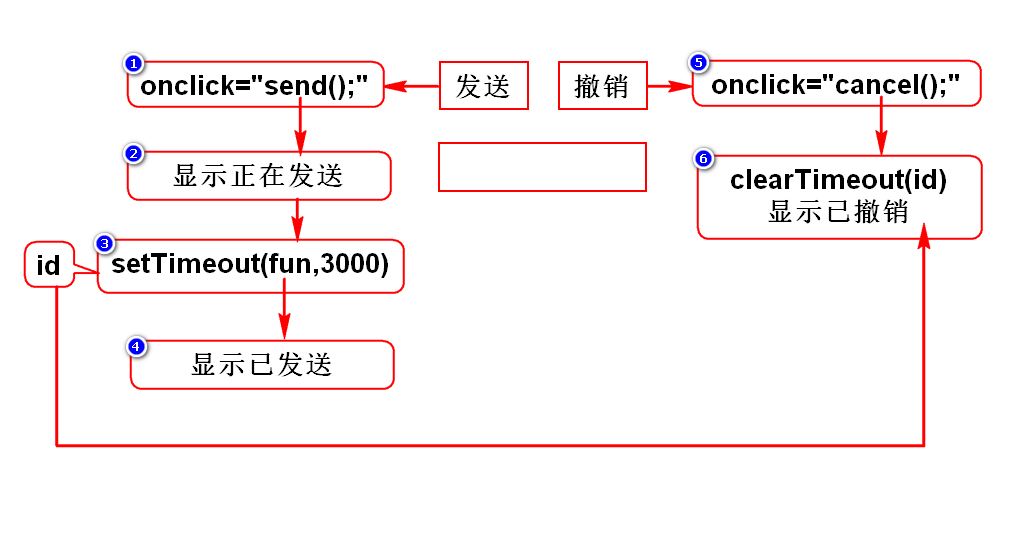 1
onclick="send();"
发送
撤销
5
onclick="cancel();"
2
显示正在发送
6
clearTimeout(id)
显示已撤销
3
id
setTimeout(fun,3000)
4
显示已发送